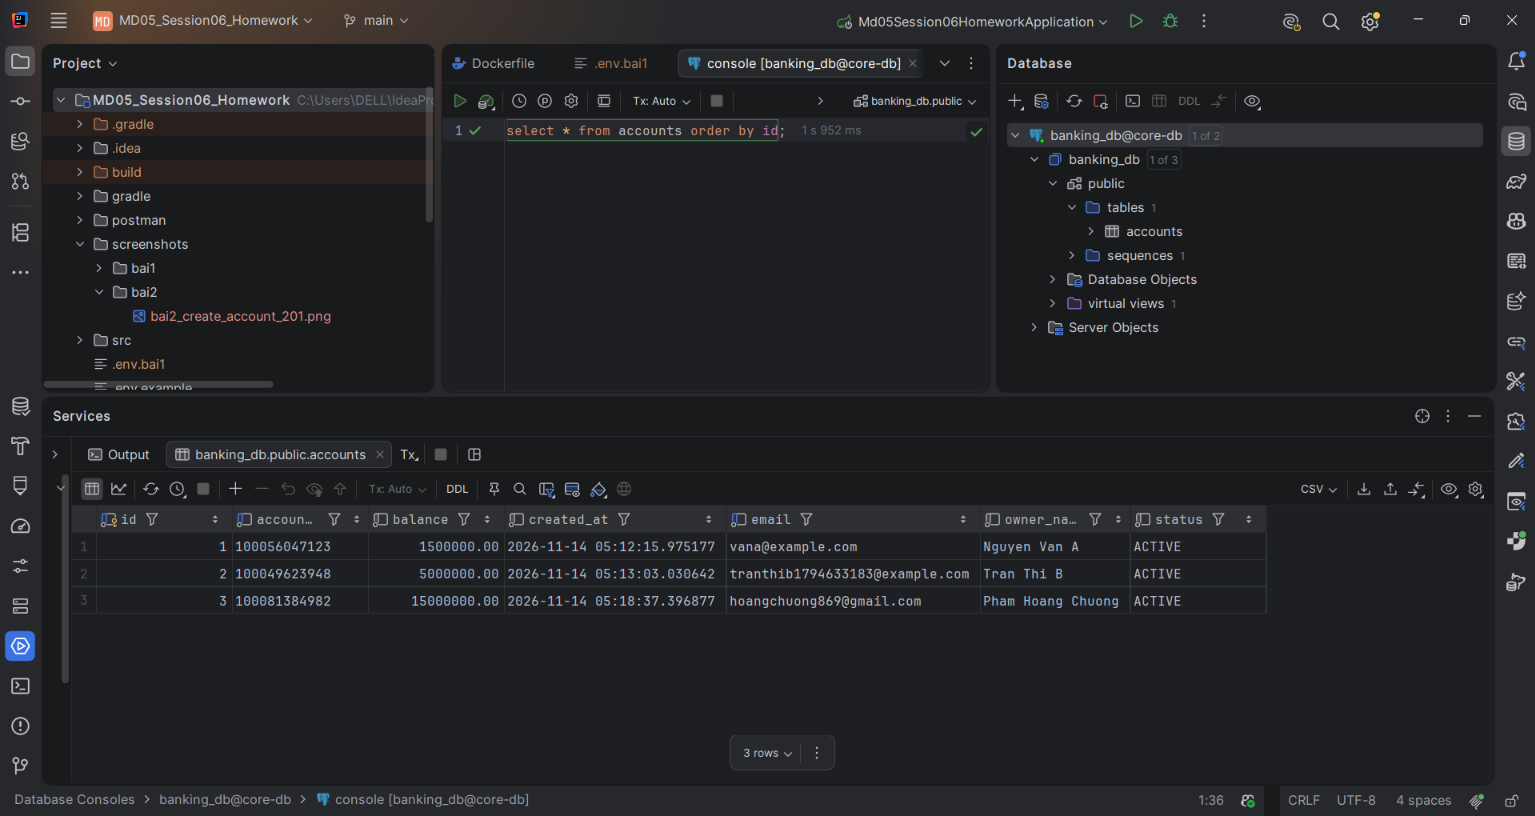 MD MD05_Session06_Homework main Md05Session06HomeworkApplication
Project
MD05_Session06_Homework C:\Users\DELL\IdeaPro
.gradle
.idea
build
gradle
postman
screenshots
bai1
bai2
bai2_create_account_201.png
src
.env.bai1
.env.example
Dockerfile .env.bai1 console [banking_db@core-db]
Tx: Auto banking_db.public
1 select * from accounts order by id; 1 s 952 ms
Database
DDL
banking_db@core-db 1 of 2
banking_db 1 of 3
public
tables 1
accounts
sequences 1
Database Objects
virtual views 1
Server Objects
Services
Output banking_db.public.accounts Tx
Tx: Auto DDL CSV
id accoun... balance created_at email owner_na... status
1 1 100056047123 1500000.00 2026-11-14 05:12:15.975177 vana@example.com Nguyen Van A ACTIVE
2 2 100049623948 5000000.00 2026-11-14 05:13:03.030642 tranthib1794633183@example.com Tran Thi B ACTIVE
3 3 100081384982 15000000.00 2026-11-14 05:18:37.396877 hoangchuong869@gmail.com Pham Hoang Chuong ACTIVE
3 rows
Database Consoles > banking_db@core-db > console [banking_db@core-db] 1:36 CRLF UTF-8 4 spaces